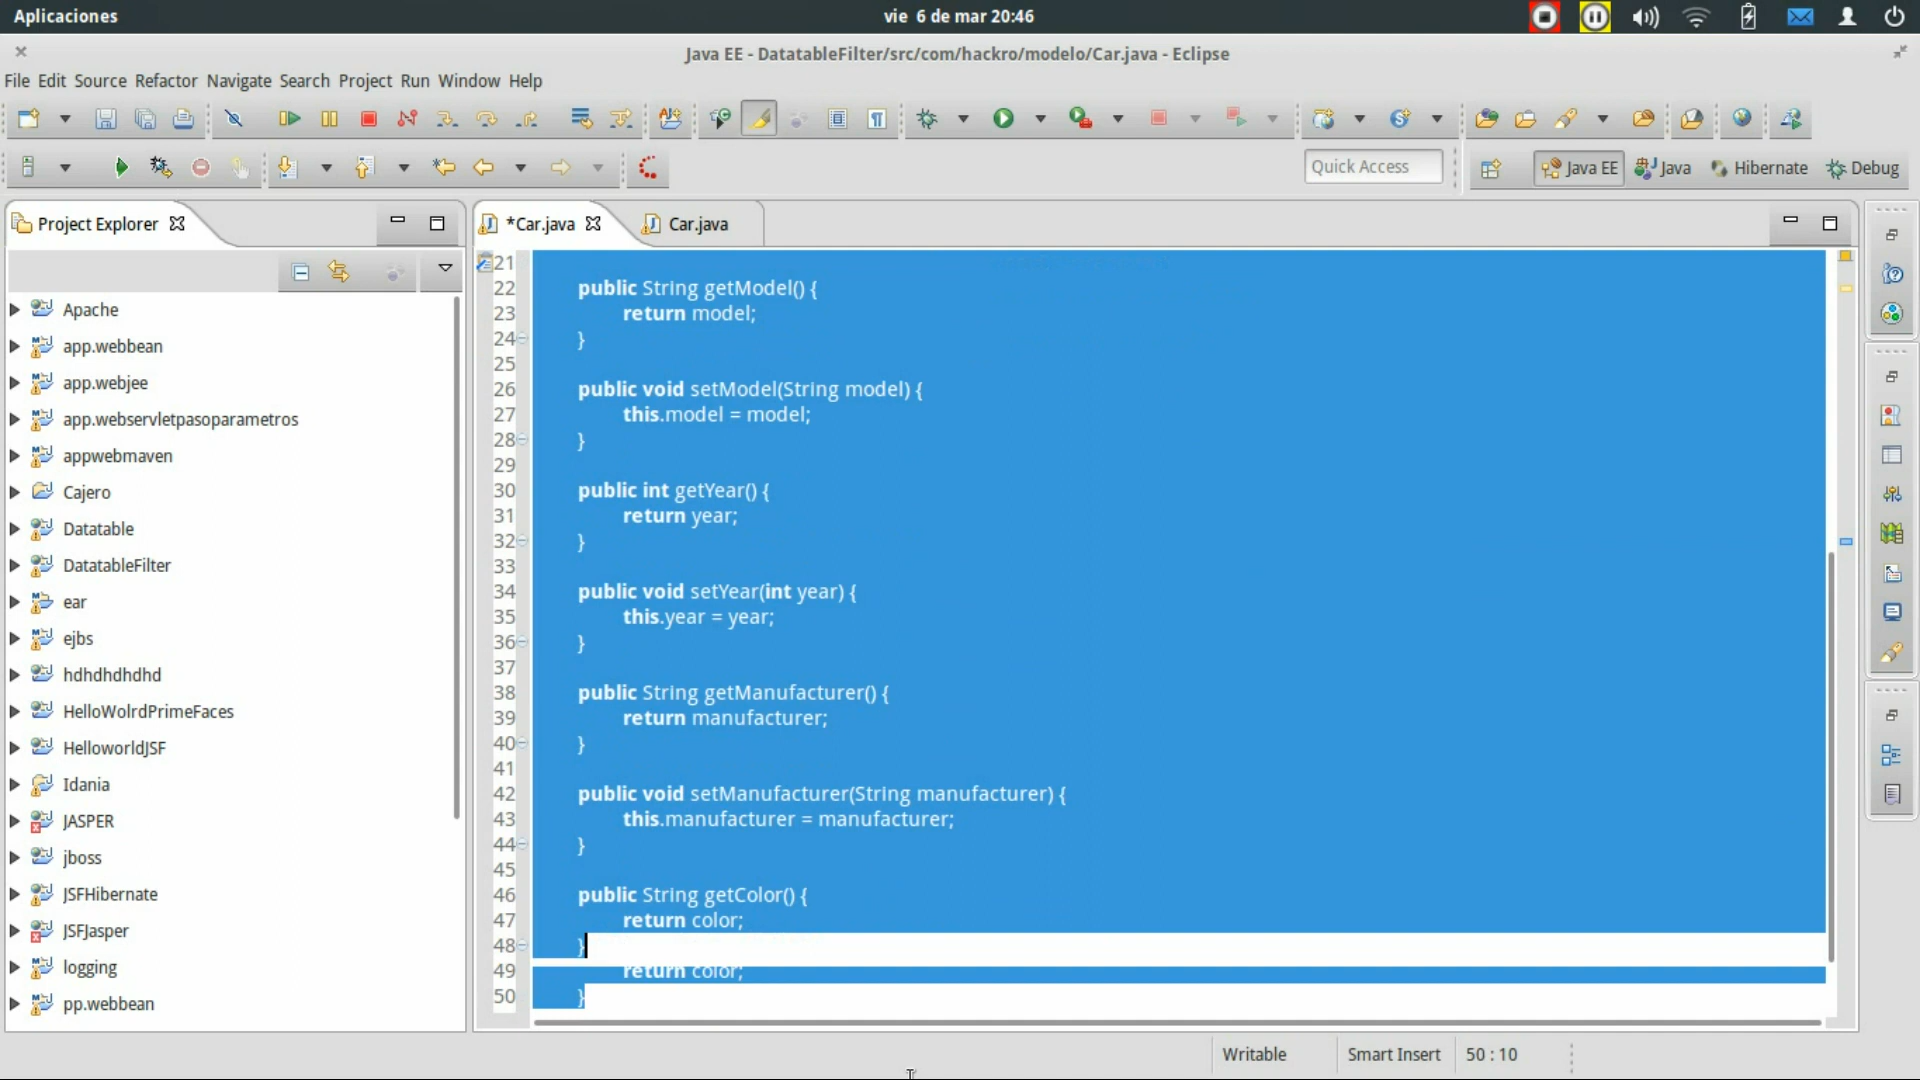 Aplicaciones
vie 6 de mar 20:46
Java EE - DatatableFilter/src/com/hackro/modelo/Car.java - Eclipse
File Edit Source Refactor Navigate Search Project Run Window Help
Quick Access
Java EE
Java
Hibernate
Debug
Project Explorer
*Car.java
Car.java
Apache
app.webbean
app.webjee
app.webservletpasoparametros
appwebmaven
Cajero
Datatable
DatatableFilter
ear
ejbs
hdhdhdhdhd
HelloWolrdPrimeFaces
HelloworldJSF
Idania
JASPER
jboss
JSFHibernate
JSFJasper
logging
pp.webbean
21
22 public String getModel() {
23 return model;
24 }
25
26 public void setModel(String model) {
27 this.model = model;
28 }
29
30 public int getYear() {
31 return year;
32 }
33
34 public void setYear(int year) {
35 this.year = year;
36 }
37
38 public String getManufacturer() {
39 return manufacturer;
40 }
41
42 public void setManufacturer(String manufacturer) {
43 this.manufacturer = manufacturer;
44 }
45
46 public String getColor() {
47 return color;
48 }
49 return color;
50 }
Writable
Smart Insert
50 : 10